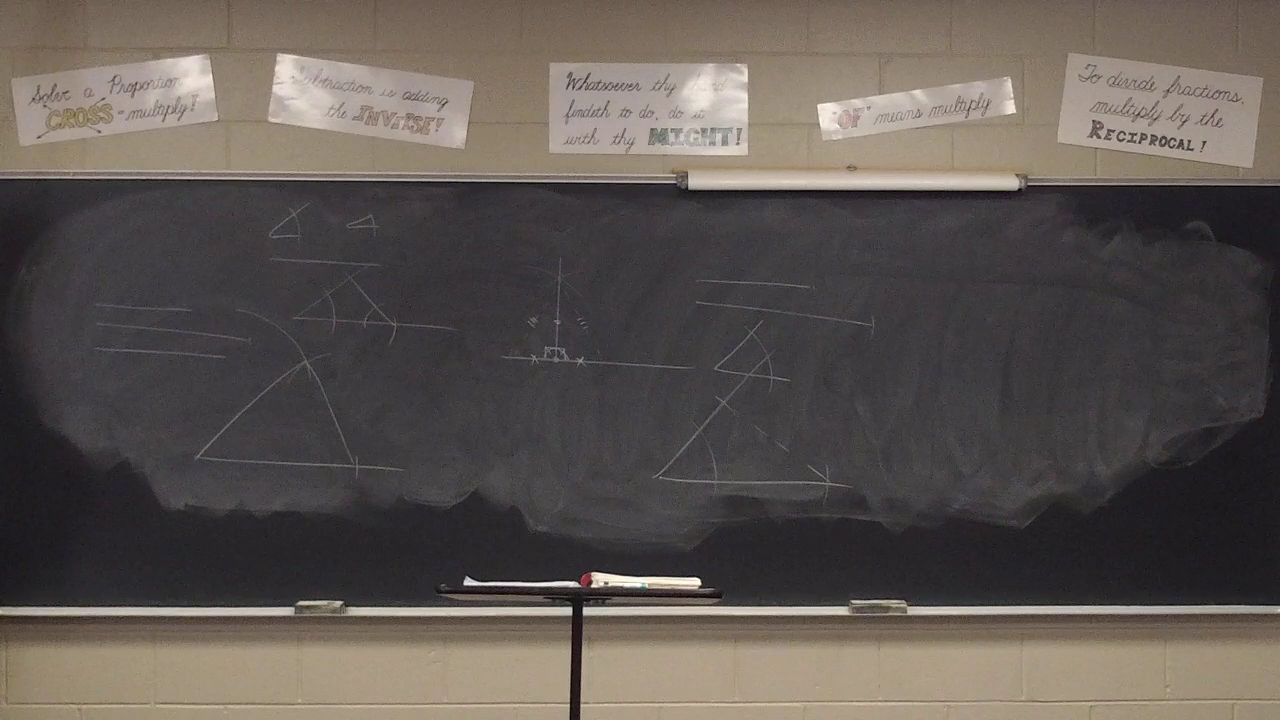 Solve a Proportion
"CROSS"-multiply!
Subtraction is adding
the INVERSE!
Whatsoever thy hand
findeth to do, do it
with thy MIGHT!
"OF" means multiply
To divide fractions,
multiply by the
RECIPROCAL!